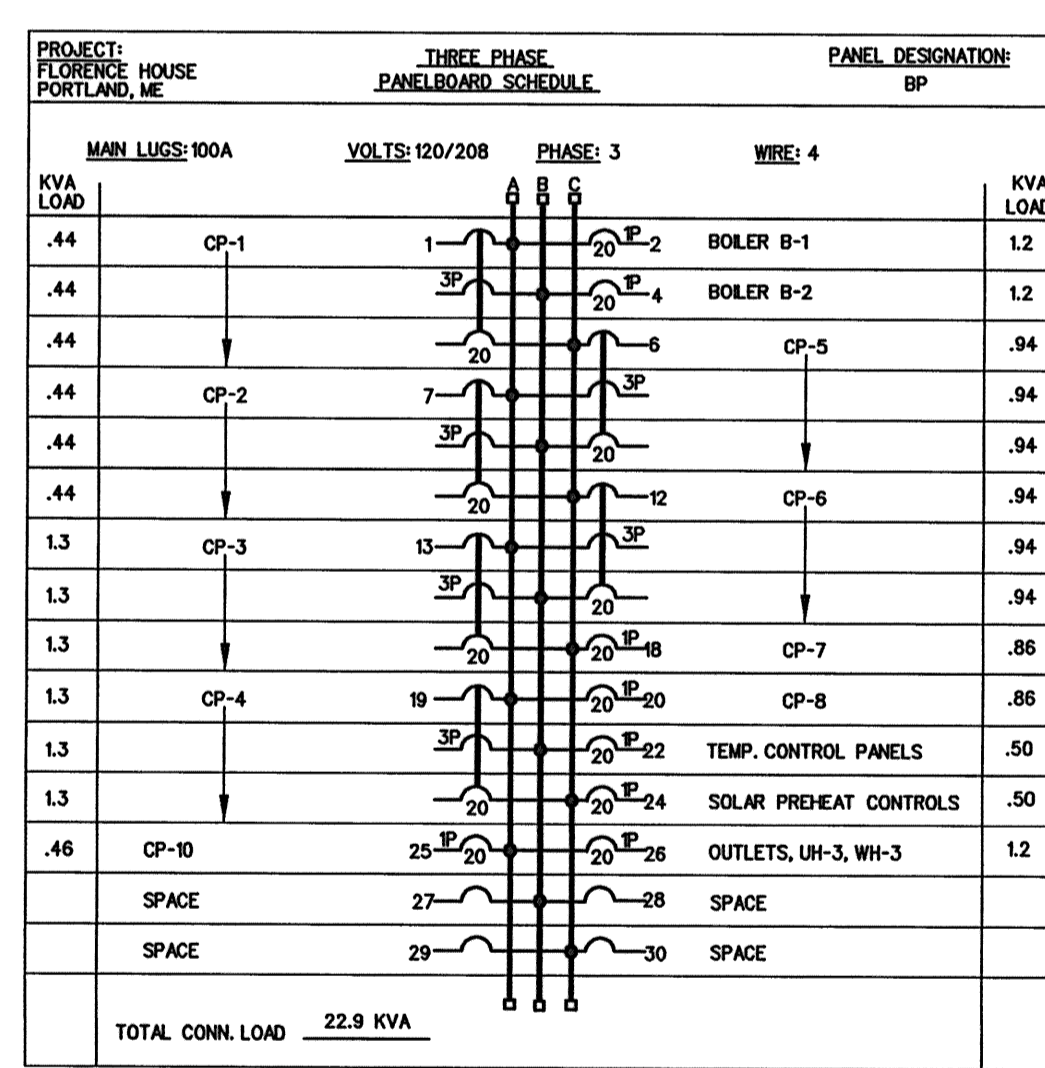 PROJECT:
FLORENCE HOUSE
PORTLAND, ME
THREE PHASE
PANELBOARD SCHEDULE
PANEL DESIGNATION:
BP
MAIN LUGS: 100A VOLTS: 120/208 PHASE: 3 WIRE: 4
KVA LOAD A B C KVA LOAD
.44 CP-1 1 20 1P 2 BOILER B-1 1.2
.44 3P 20 1P 4 BOILER B-2 1.2
.44 20 6 CP-5 .94
.44 CP-2 7 3P .94
.44 3P 20 .94
.44 20 12 CP-6 .94
1.3 CP-3 13 3P .94
1.3 3P 20 .94
1.3 20 20 1P 18 CP-7 .86
1.3 CP-4 19 20 1P 20 CP-8 .86
1.3 3P 20 1P 22 TEMP. CONTROL PANELS .50
1.3 20 20 1P 24 SOLAR PREHEAT CONTROLS .50
.46 CP-10 25 1P 20 20 1P 26 OUTLETS, UH-3, WH-3 1.2
SPACE 27 28 SPACE
SPACE 29 30 SPACE
TOTAL CONN. LOAD 22.9 KVA